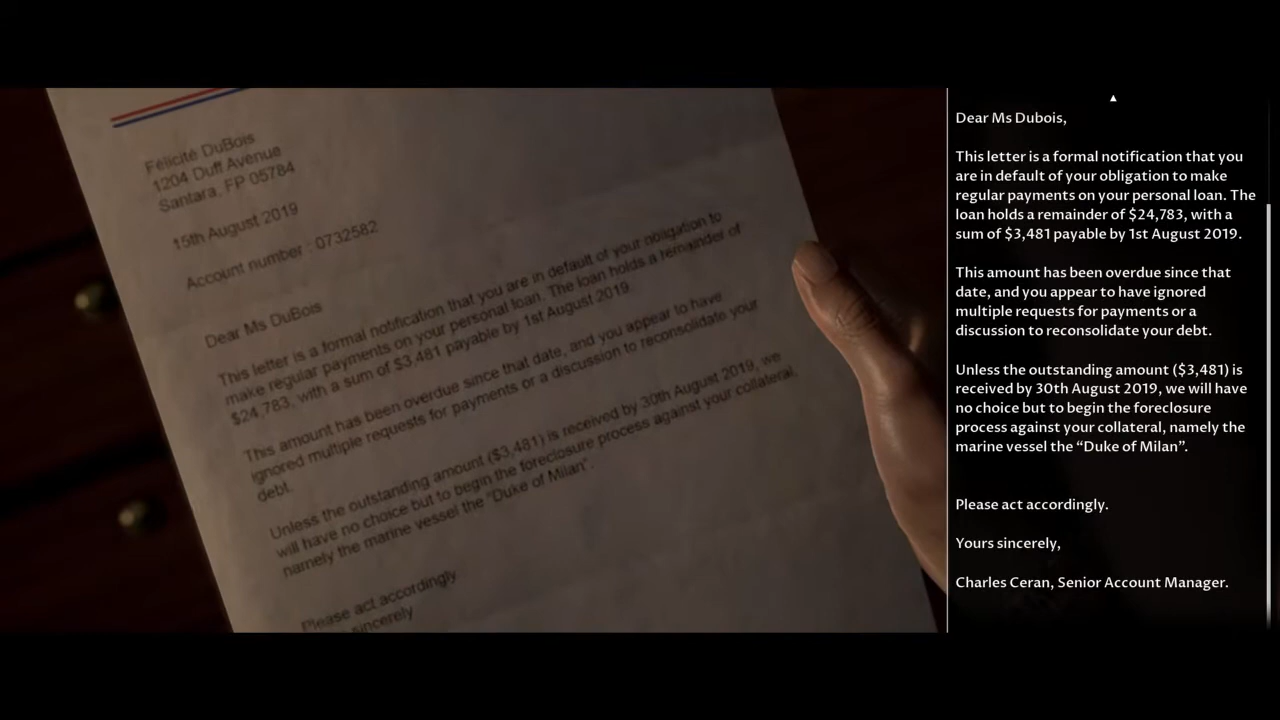 Félicité DuBois
1204 Duff Avenue
Santara, FP 05784
15th August 2019
Account number : 0732582
Dear Ms DuBois
This letter is a formal notification that you are in default of your obligation to
make regular payments on your personal loan. The loan holds a remainder of
$24,783, with a sum of $3,481 payable by 1st August 2019
This amount has been overdue since that date, and you appear to have
ignored multiple requests for payments or a discussion to reconsolidate your
debt.
Unless the outstanding amount ($3,481) is received by 30th August 2019, we
will have no choice but to begin the foreclosure process against your collateral,
namely the marine vessel the "Duke of Milan".
Please act accordingly
sincerely
Dear Ms Dubois,
This letter is a formal notification that you
are in default of your obligation to make
regular payments on your personal loan. The
loan holds a remainder of $24,783, with a
sum of $3,481 payable by 1st August 2019.
This amount has been overdue since that
date, and you appear to have ignored
multiple requests for payments or a
discussion to reconsolidate your debt.
Unless the outstanding amount ($3,481) is
received by 30th August 2019, we will have
no choice but to begin the foreclosure
process against your collateral, namely the
marine vessel the “Duke of Milan”.
Please act accordingly.
Yours sincerely,
Charles Ceran, Senior Account Manager.